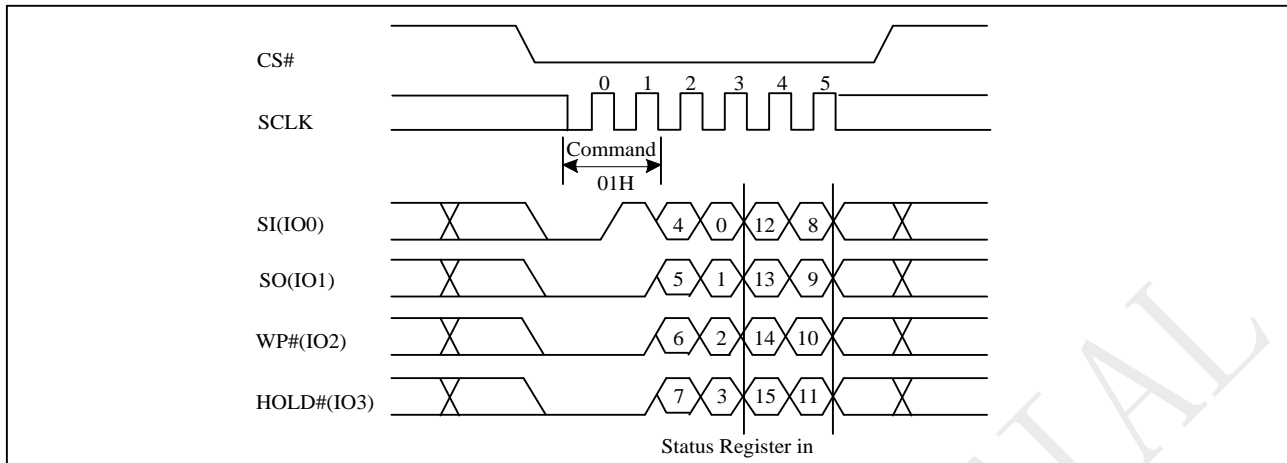 CS#
0 1 2 3 4 5
SCLK
Command
01H
SI(IO0) 4 0 12 8
SO(IO1) 5 1 13 9
WP#(IO2) 6 2 14 10
HOLD#(IO3) 7 3 15 11
Status Register in